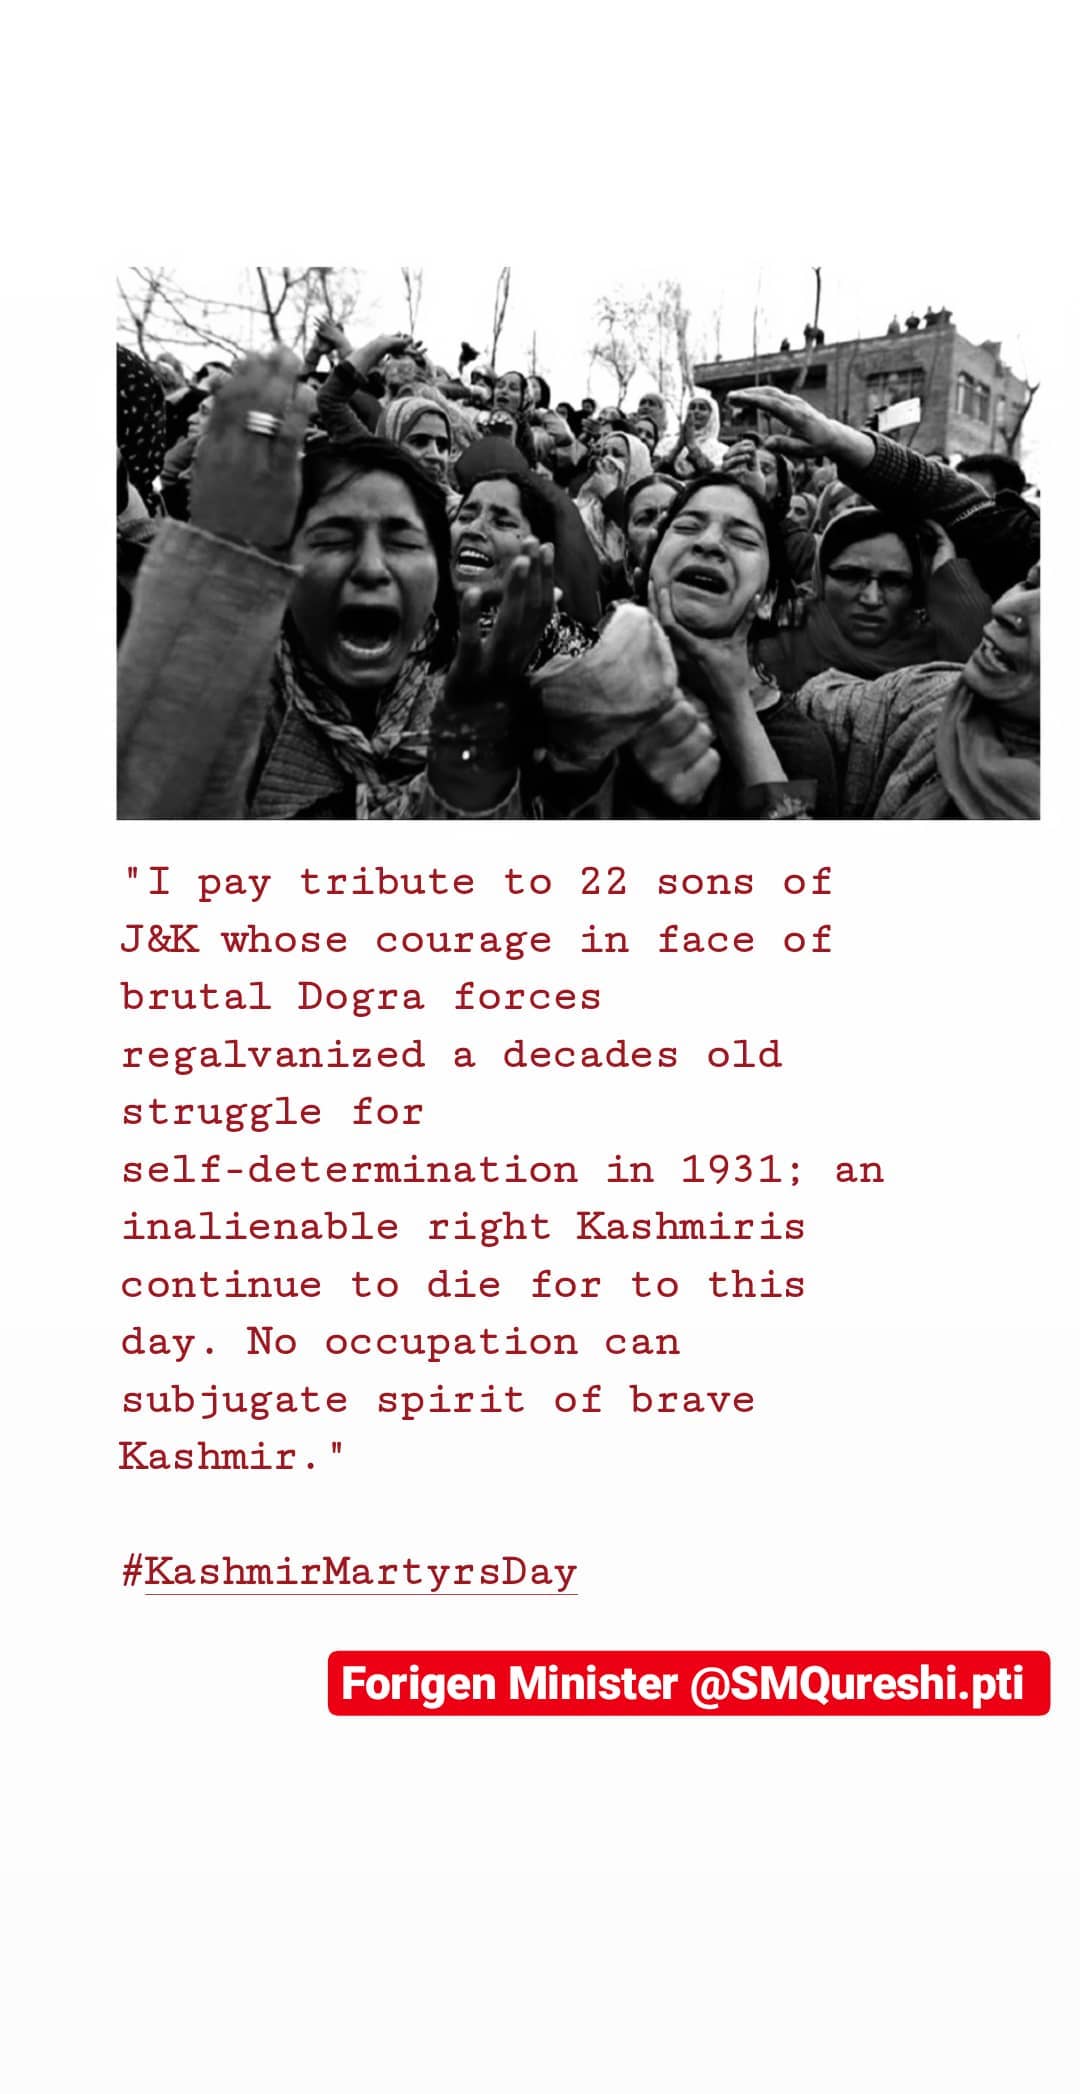 "I pay tribute to 22 sons of
J&K whose courage in face of
brutal Dogra forces
regalvanized a decades old
struggle for
self-determination in 1931; an
inalienable right Kashmiris
continue to die for to this
day. No occupation can
subjugate spirit of brave
Kashmir."
#KashmirMartyrsDay
Forigen Minister @SMQureshi.pti